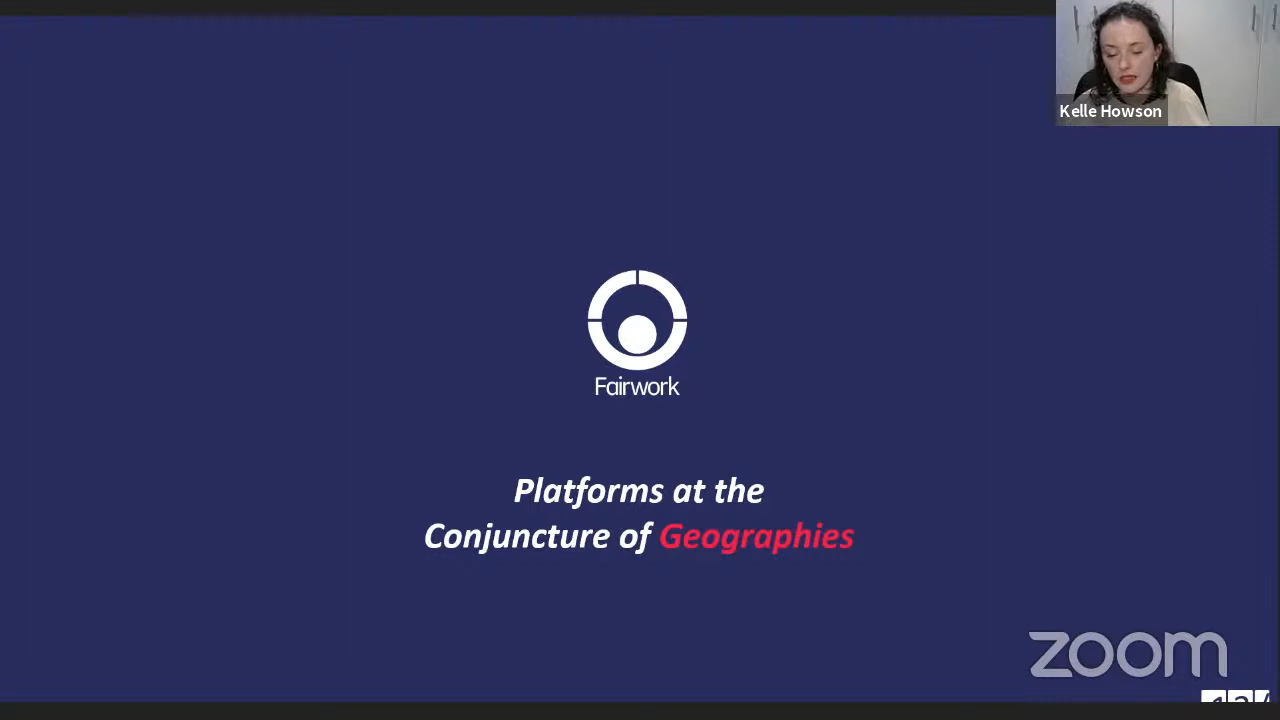 Kelle Howson
Fairwork
Platforms at the
Conjuncture of Geographies
zoom